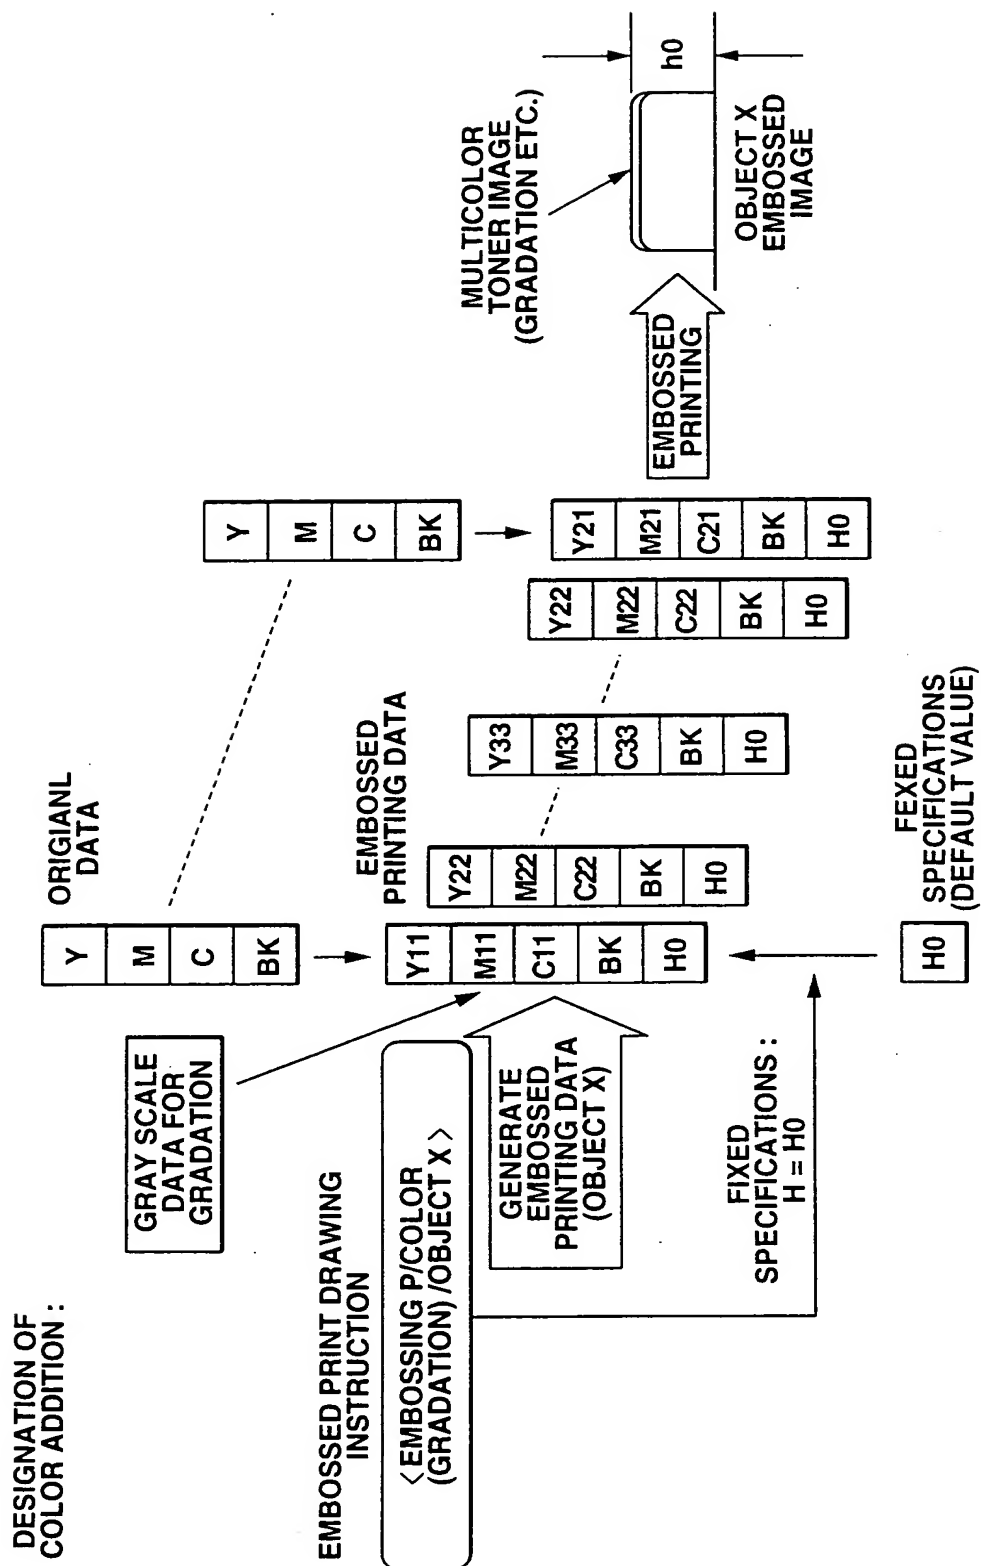 DESIGNATION OF
COLOR ADDITION :
GRAY SCALE
DATA FOR
GRADATION
ORIGIANL
DATA
Y
M
C
BK
Y
M
C
BK
EMBOSSED PRINT DRAWING
INSTRUCTION
<EMBOSSING P/COLOR
(GRADATION) /OBJECT X >
GENERATE
EMBOSSED
PRINTING DATA
(OBJECT X)
EMBOSSED
PRINTING DATA
Y11
M11
C11
BK
H0
Y22
M22
C22
BK
H0
Y33
M33
C33
BK
H0
Y22
M22
C22
BK
H0
Y21
M21
C21
BK
H0
FIXED
SPECIFICATIONS :
H = H0
H0
FEXED
SPECIFICATIONS
(DEFAULT VALUE)
EMBOSSED
PRINTING
MULTICOLOR
TONER IMAGE
(GRADATION ETC.)
h0
OBJECT X
EMBOSSED
IMAGE